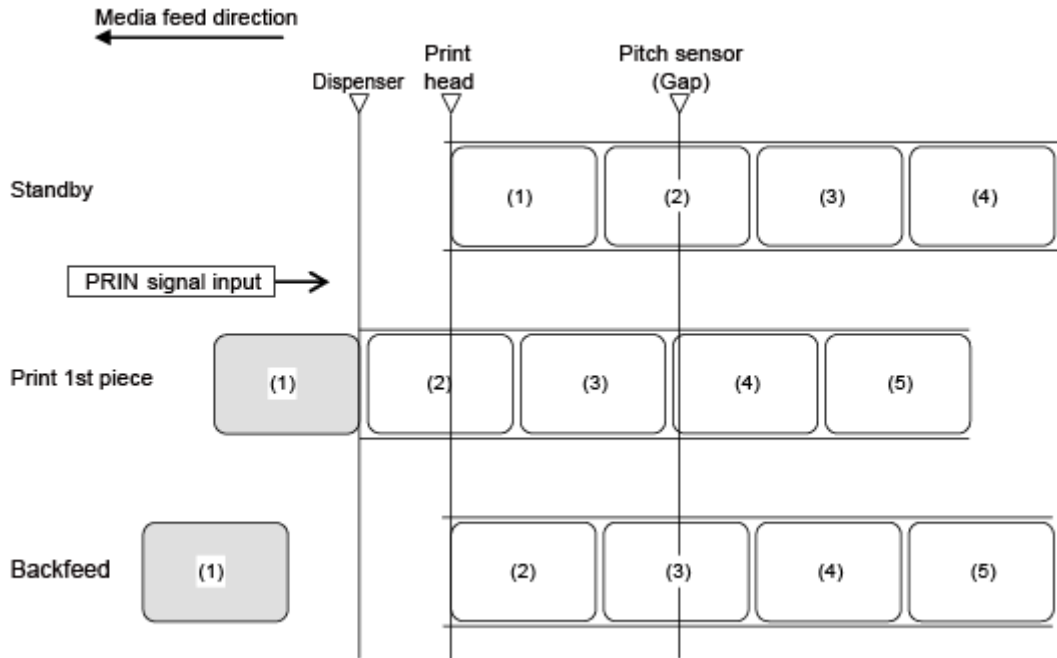 Media feed direction
Print
head
Pitch sensor
(Gap)
Dispenser
Standby
(1)
(2)
(3)
(4)
PRIN signal input
Print 1st piece
(1)
(2)
(3)
(4)
(5)
Backfeed
(1)
(2)
(3)
(4)
(5)